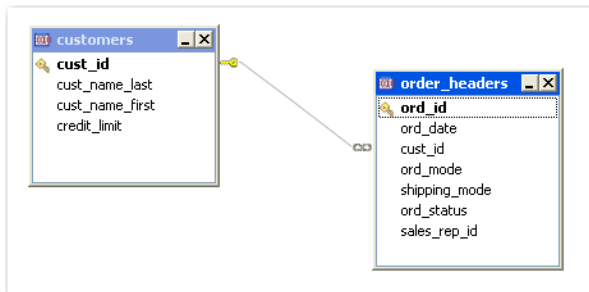 customers
cust_id
cust_name_last
cust_name_first
credit_limit
order_headers
ord_id
ord_date
cust_id
ord_mode
shipping_mode
ord_status
sales_rep_id